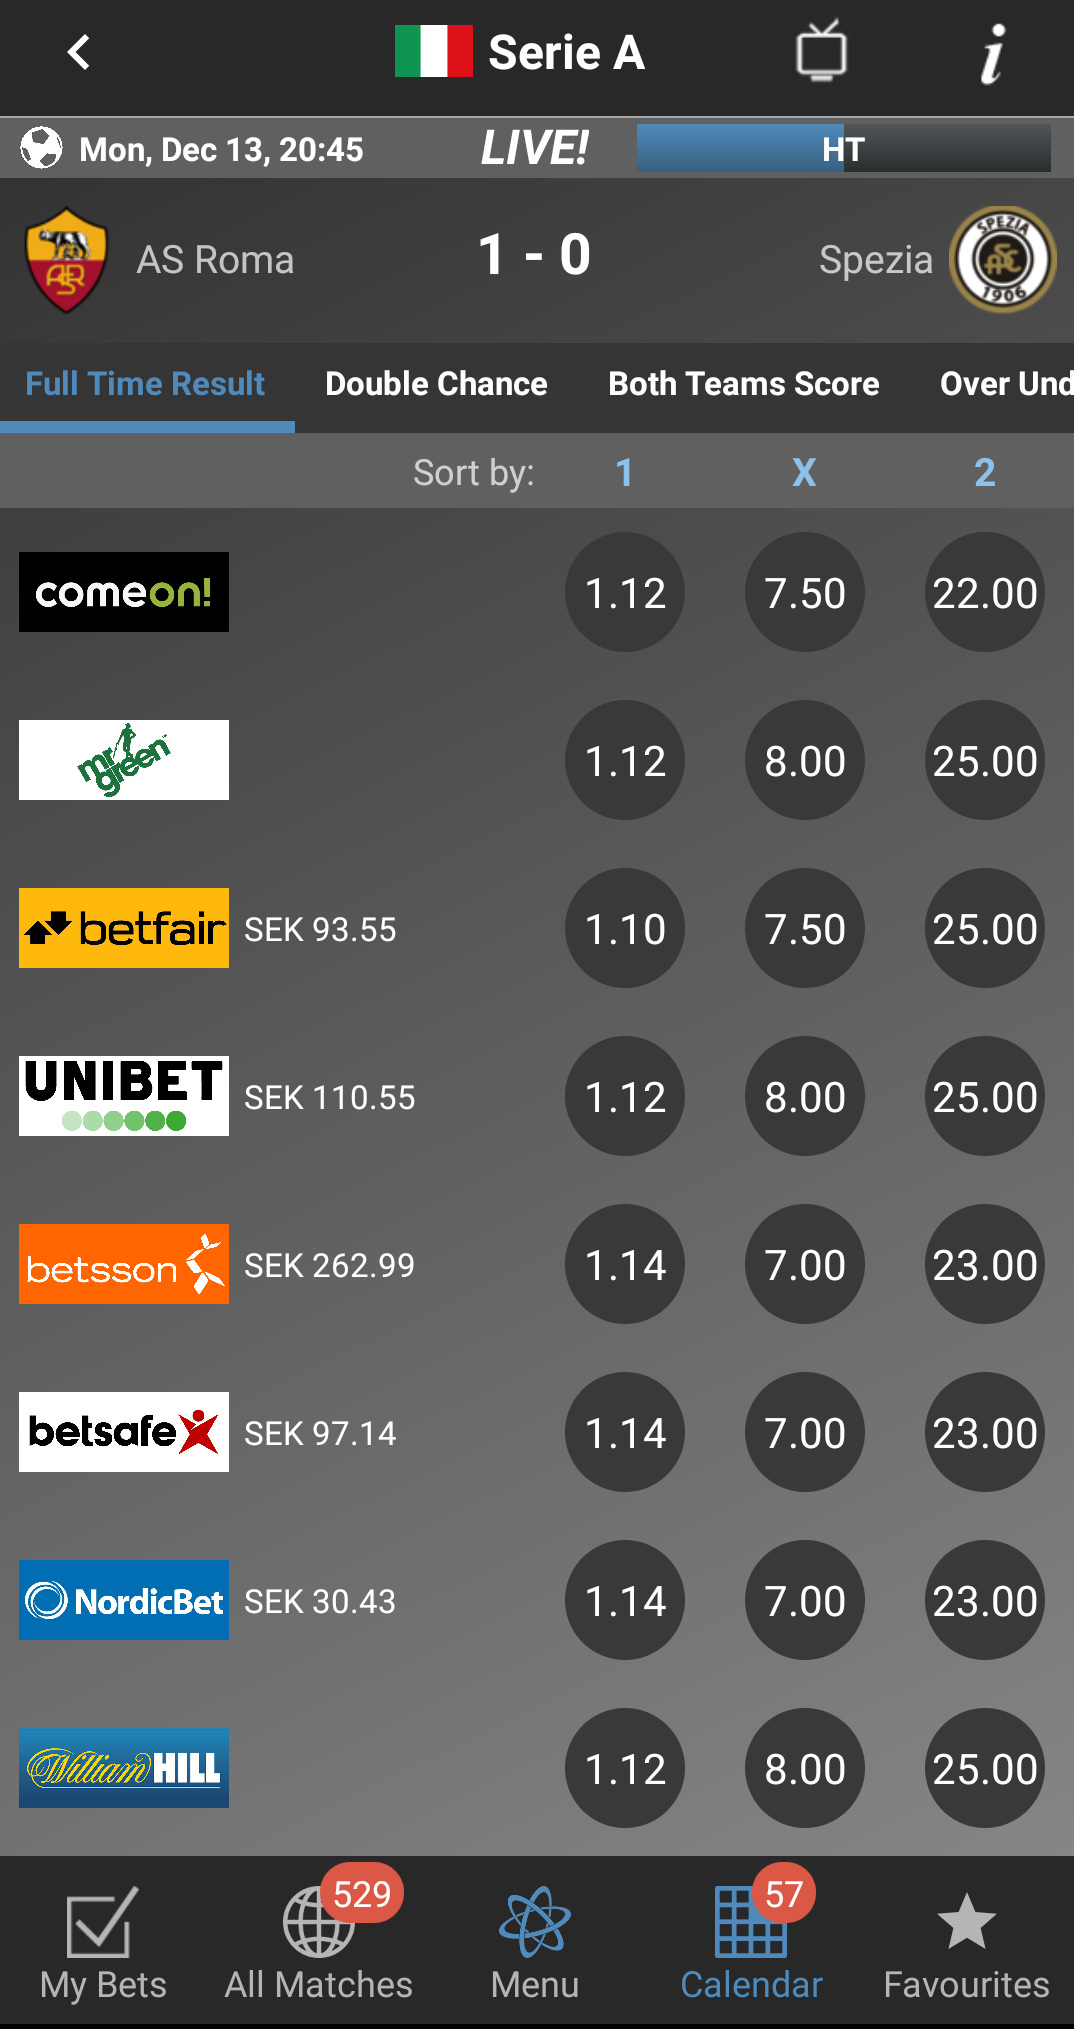 Serie A
i
Mon, Dec 13, 20:45 LIVE! HT
AS Roma 1 - 0 Spezia
ASR
SPEZIA
ASC
1906
Full Time Result Double Chance Both Teams Score Over Und
Sort by: 1 X 2
comeon! 1.12 7.50 22.00
mr green 1.12 8.00 25.00
betfair SEK 93.55 1.10 7.50 25.00
UNIBET SEK 110.55 1.12 8.00 25.00
betsson SEK 262.99 1.14 7.00 23.00
betsafe SEK 97.14 1.14 7.00 23.00
NordicBet SEK 30.43 1.14 7.00 23.00
William HILL 1.12 8.00 25.00
529 57
My Bets All Matches Menu Calendar Favourites